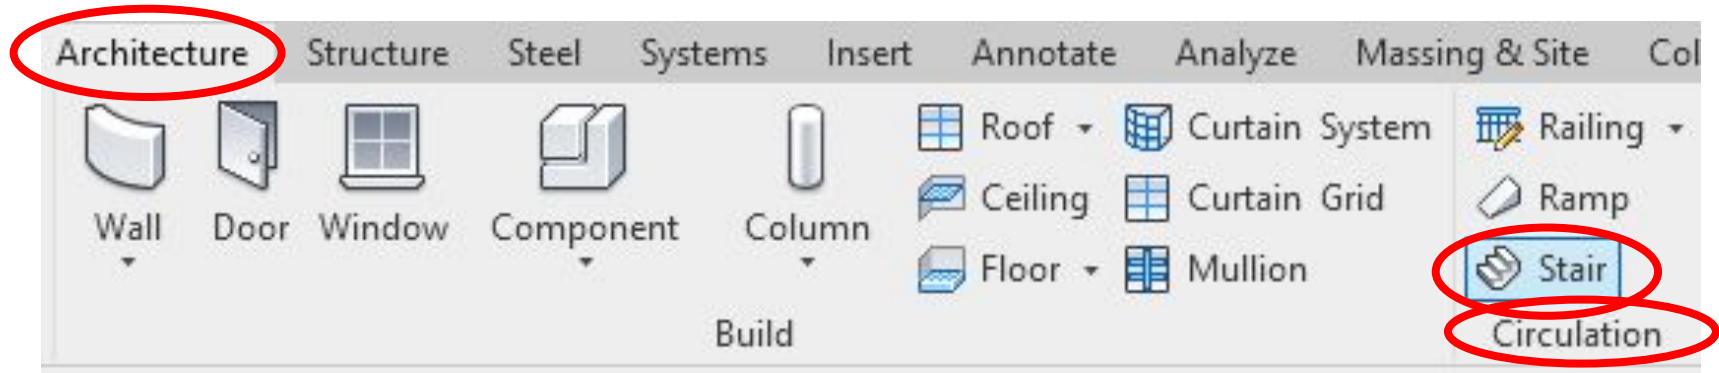 Architecture Structure Steel Systems Insert Annotate Analyze Massing & Site Col
Roof Curtain System Railing
Ceiling Curtain Grid Ramp
Wall Door Window Component Column
Floor Mullion Stair
Build Circulation